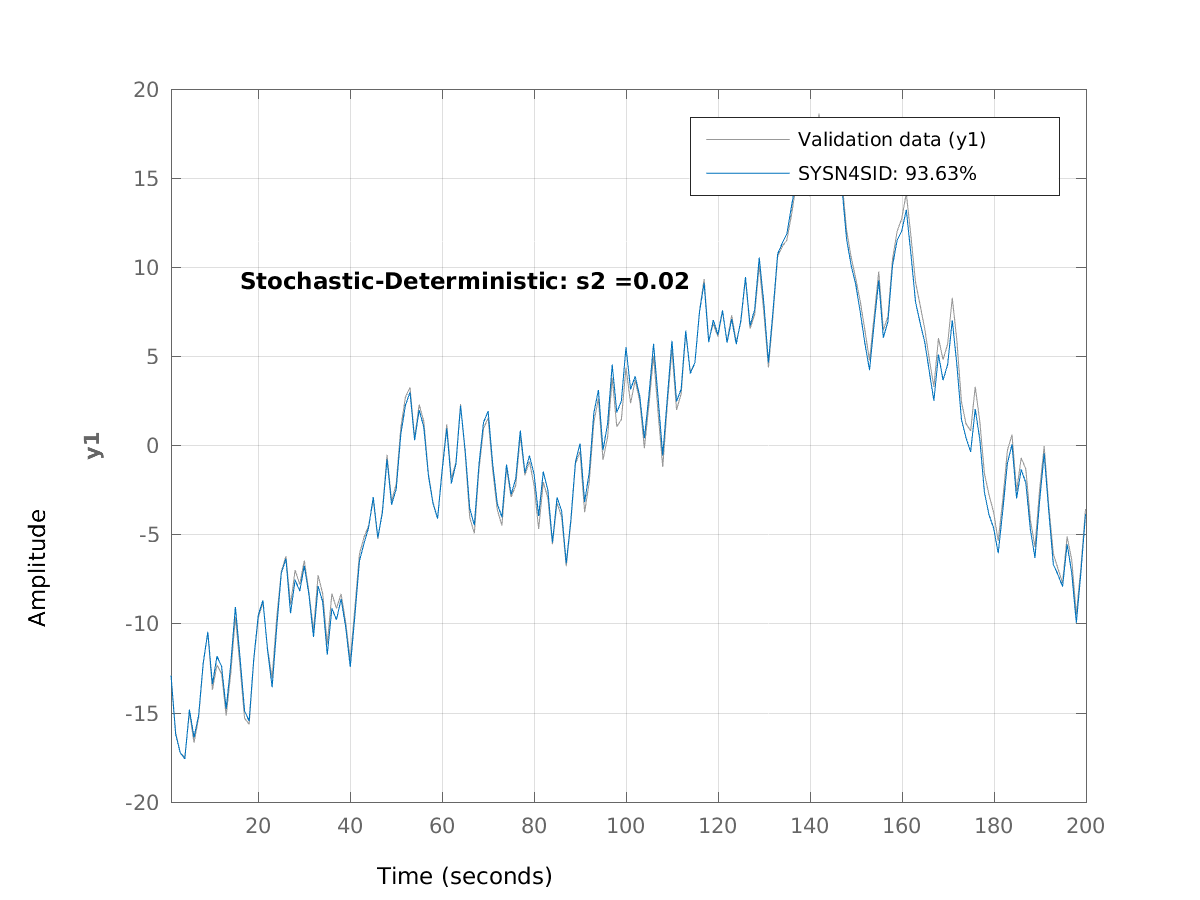 20
15
10
5
0
-5
-10
-15
-20
Validation data (y1)
SYSN4SID: 93.63%
Stochastic-Deterministic: s2 =0.02
y1
Amplitude
20 40 60 80 100 120 140 160 180 200
Time (seconds)